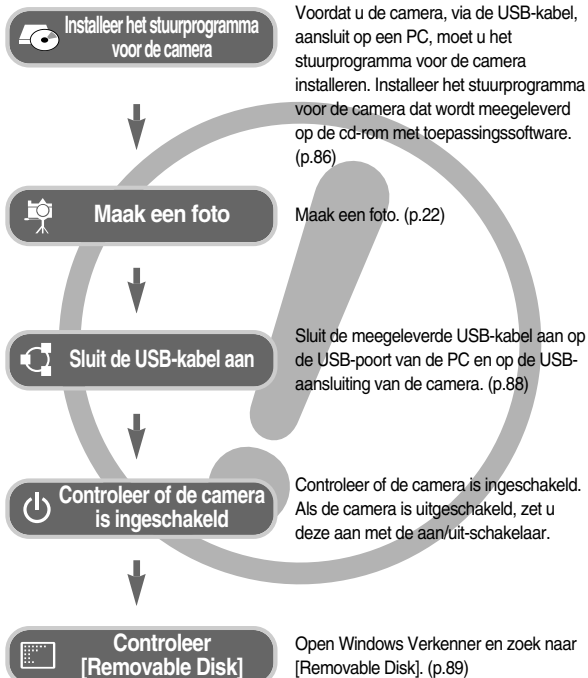 Installeer het stuurprogramma
voor de camera
Voordat u de camera, via de USB-kabel,
aansluit op een PC, moet u het
stuurprogramma voor de camera
installeren. Installeer het stuurprogramma
voor de camera dat wordt meegeleverd
op de cd-rom met toepassingssoftware.
(p.86)
Maak een foto
Maak een foto. (p.22)
Sluit de USB-kabel aan
Sluit de meegeleverde USB-kabel aan op
de USB-poort van de PC en op de USB-
aansluiting van de camera. (p.88)
Controleer of de camera
is ingeschakeld
Controleer of de camera is ingeschakeld.
Als de camera is uitgeschakeld, zet u
deze aan met de aan/uit-schakelaar.
Controleer
[Removable Disk]
Open Windows Verkenner en zoek naar
[Removable Disk]. (p.89)